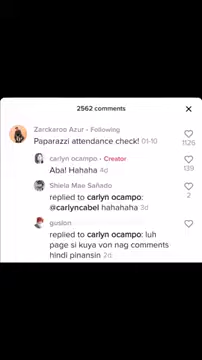 2562 comments
Zarckaroo Azur · Following
Paparazzi attendance check! 01-10
1126
carlyn ocampo · Creator
Aba! Hahaha 4d
139
Shiela Mae Sañado
replied to carlyn ocampo:
@carlyncabel hahahaha 3d
2
gusion
replied to carlyn ocampo: luh
page si kuya von nag comments
hindi pinansin 2d